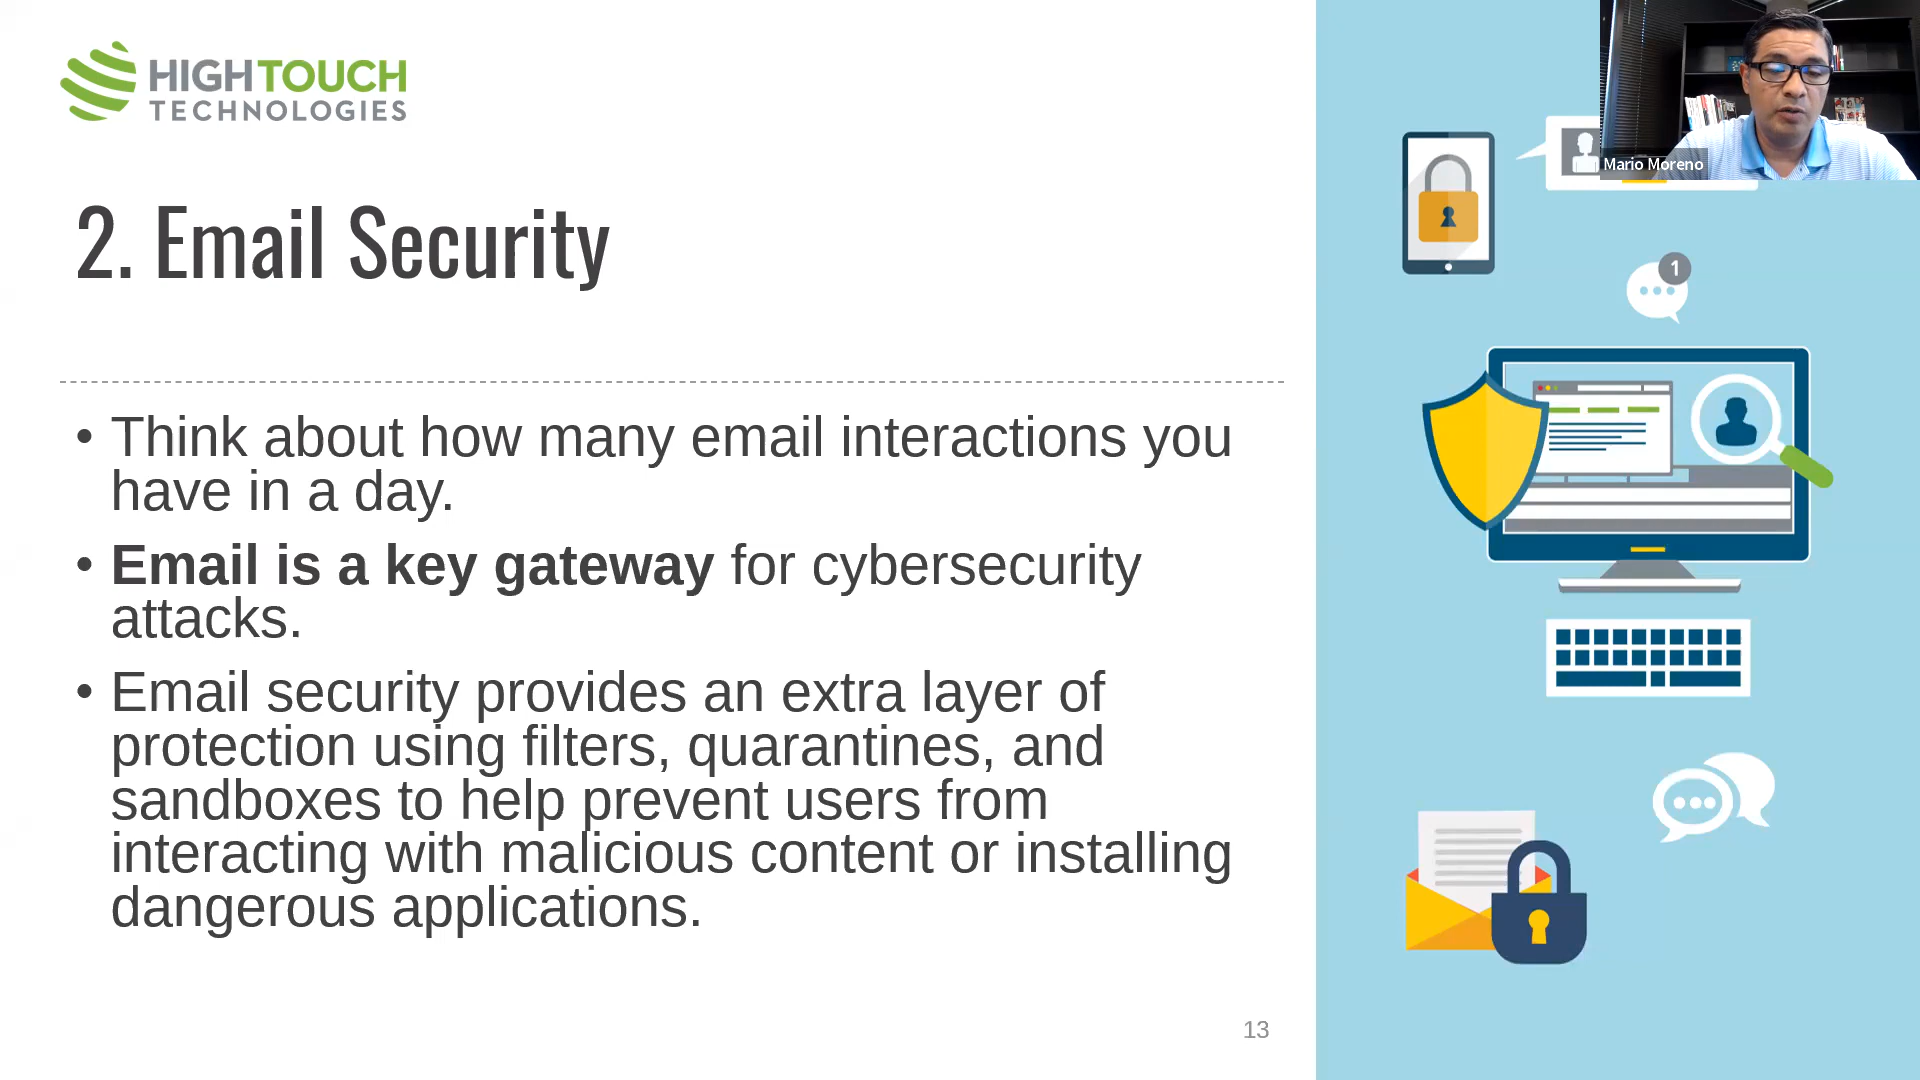 HIGHTOUCH
TECHNOLOGIES
Mario Moreno
1
2. Email Security
• Think about how many email interactions you
have in a day.
• Email is a key gateway for cybersecurity
attacks.
• Email security provides an extra layer of
protection using filters, quarantines, and
sandboxes to help prevent users from
interacting with malicious content or installing
dangerous applications.
13